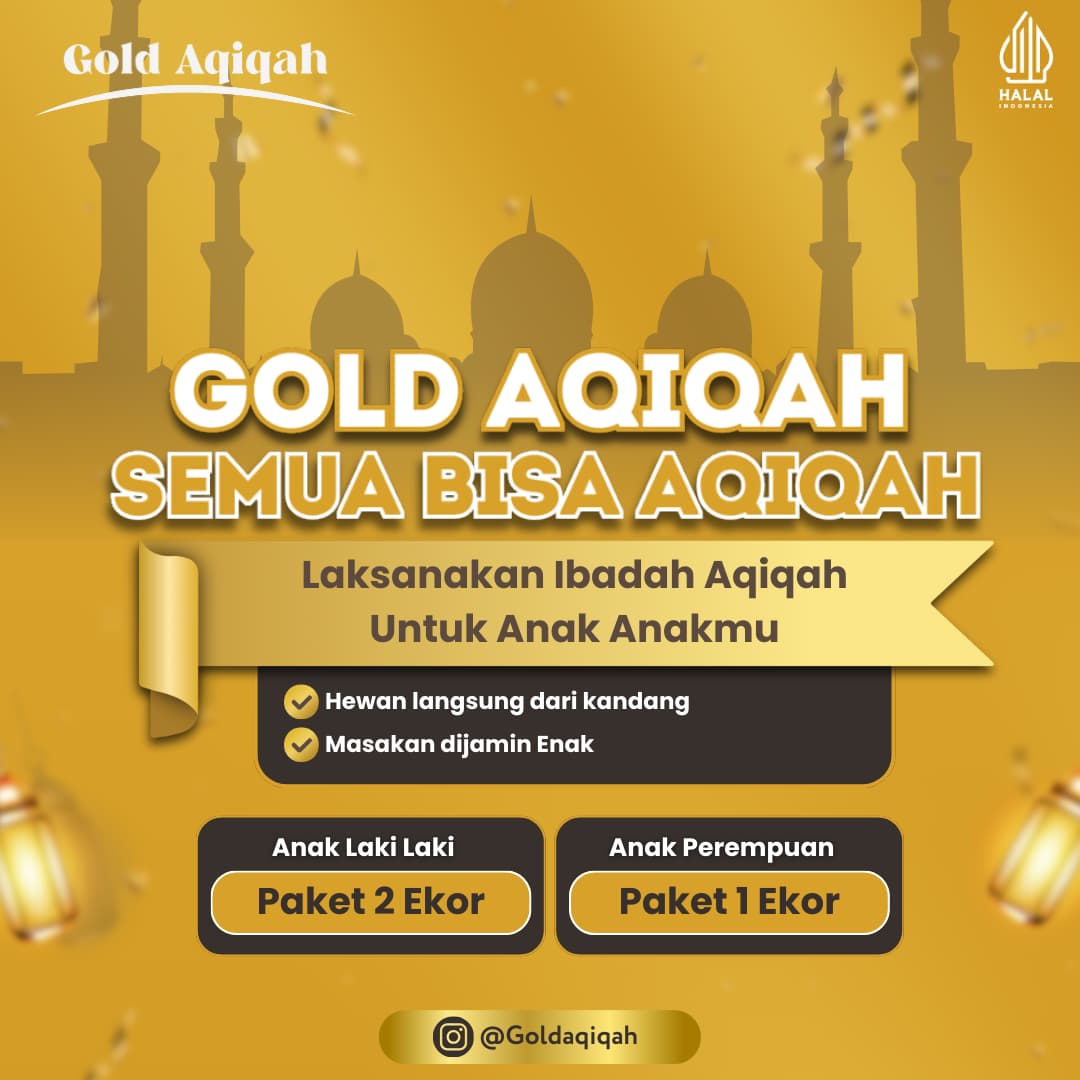 Gold Aqiqah
HALAL
INDONESIA
GOLD AQIQAH
SEMUA BISA AQIQAH
Laksanakan Ibadah Aqiqah
Untuk Anak Anakmu
Hewan langsung dari kandang
Masakan dijamin Enak
Anak Laki Laki
Paket 2 Ekor
Anak Perempuan
Paket 1 Ekor
@Goldaqiqah